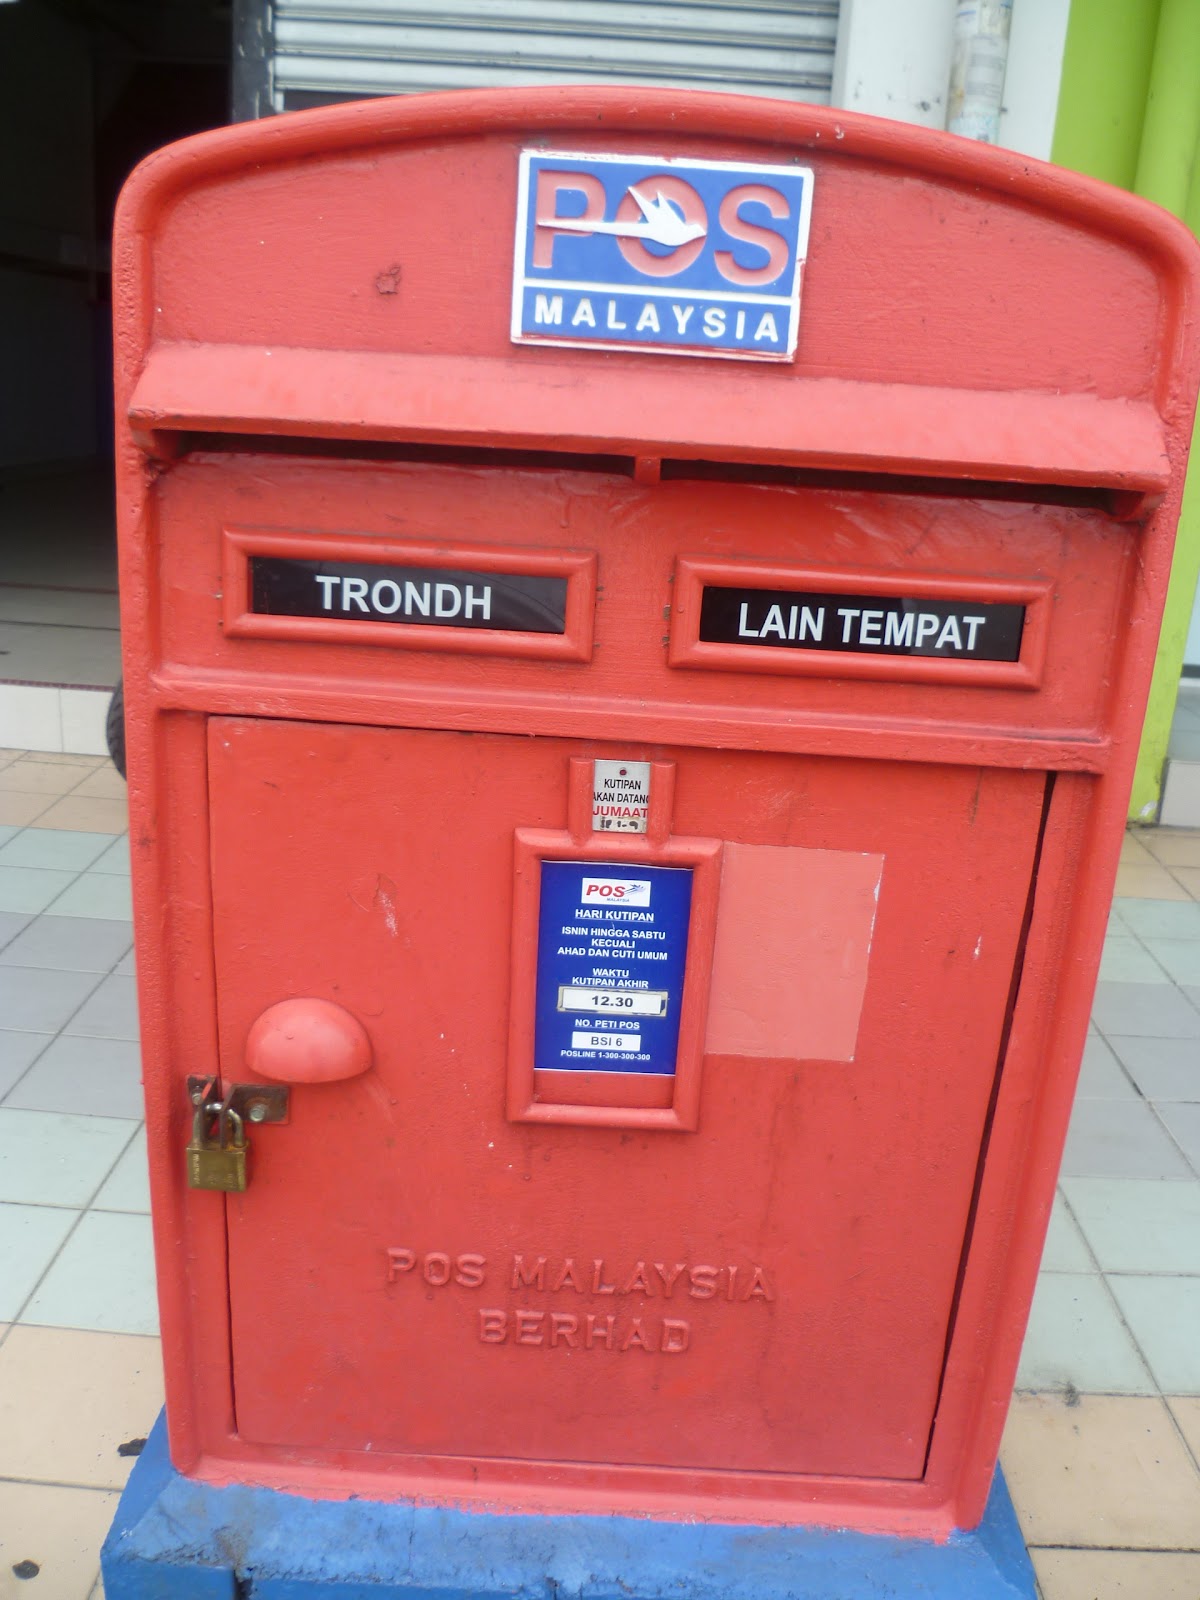 POS
MALAYSIA
TRONDH
LAIN TEMPAT
KUTIPAN
AKAN DATANG
JUMAAT
POS
MALAYSIA
HARI KUTIPAN
ISNIN HINGGA SABTU
KECUALI
AHAD DAN CUTI UMUM
WAKTU
KUTIPAN AKHIR
12.30
NO. PETI POS
BSI 6
POSLINE 1-300-300-300
POS MALAYSIA
BERHAD